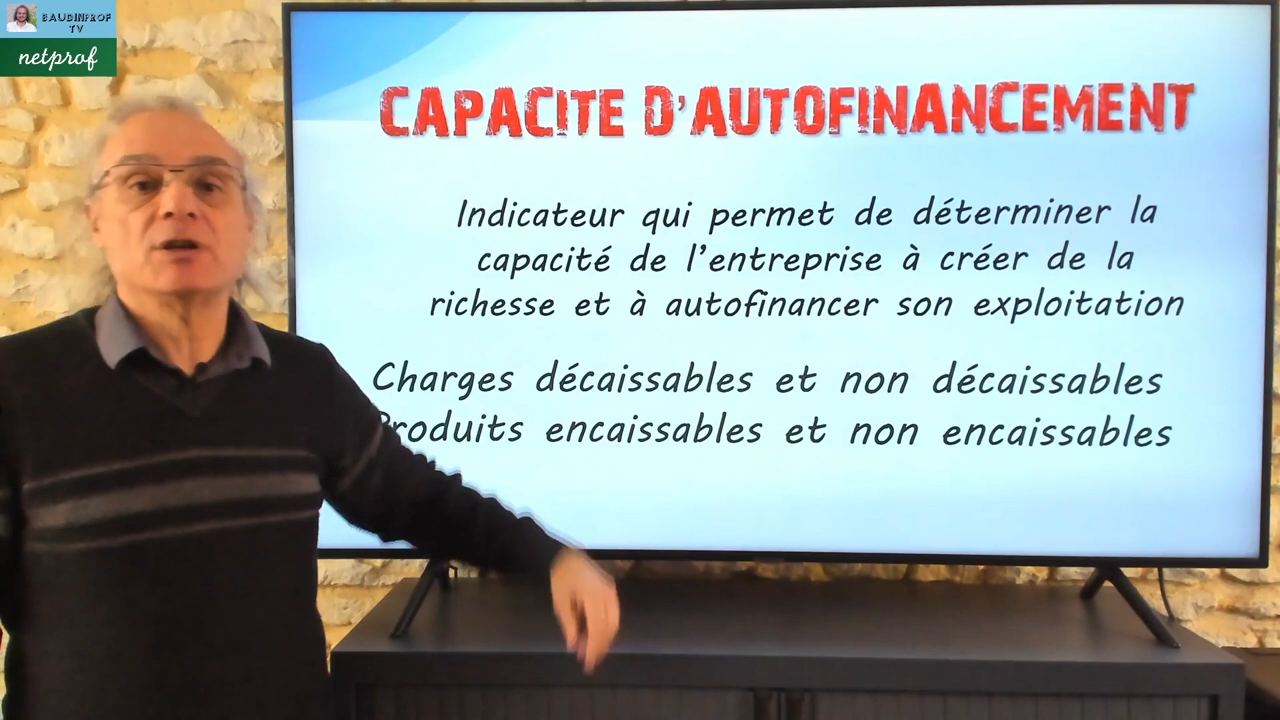 BAUDINPROF
TV
netprof
CAPACITE D'AUTOFINANCEMENT
Indicateur qui permet de déterminer la
capacité de l'entreprise à créer de la
richesse et à autofinancer son exploitation
Charges décaissables et non décaissables
Produits encaissables et non encaissables